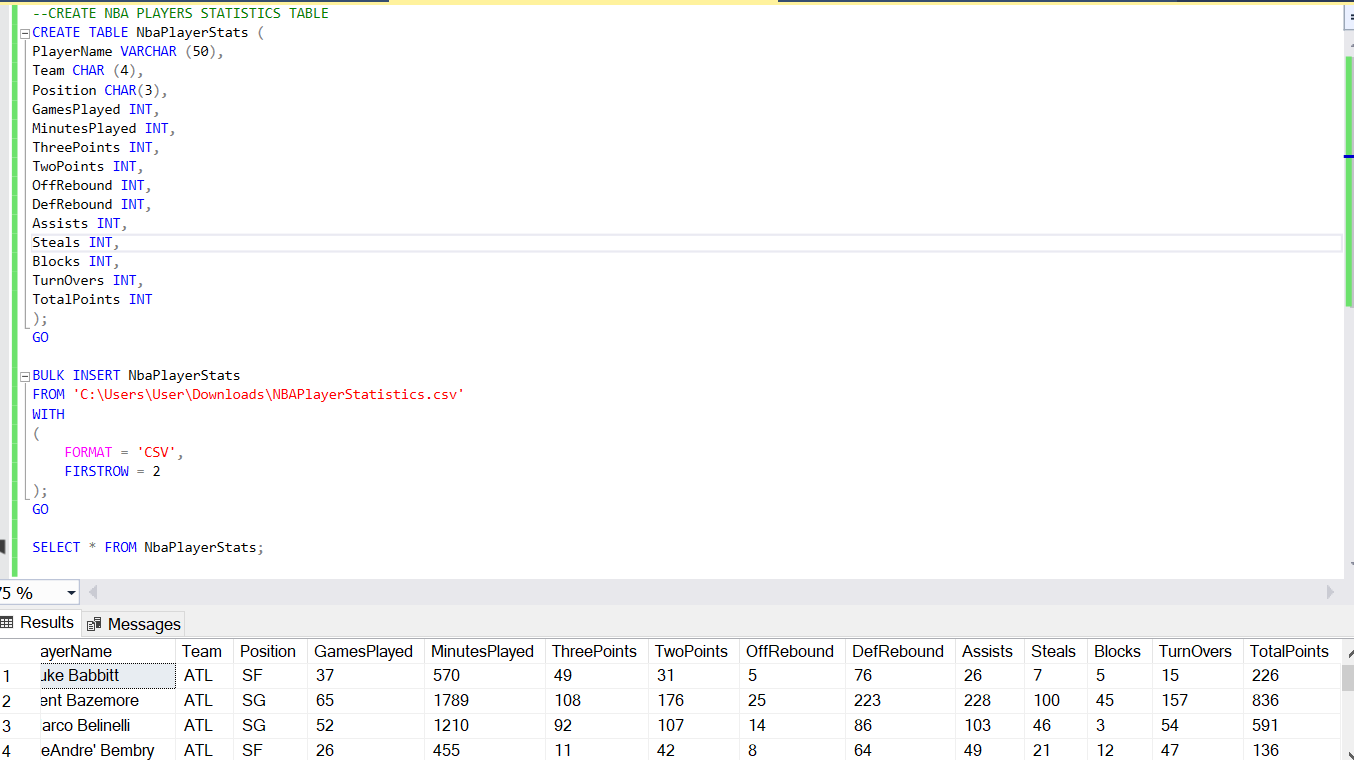 --CREATE NBA PLAYERS STATISTICS TABLE
CREATE TABLE NbaPlayerStats (
PlayerName VARCHAR (50),
Team CHAR (4),
Position CHAR(3),
GamesPlayed INT,
MinutesPlayed INT,
ThreePoints INT,
TwoPoints INT,
OffRebound INT,
DefRebound INT,
Assists INT,
Steals INT,
Blocks INT,
TurnOvers INT,
TotalPoints INT
);
GO
BULK INSERT NbaPlayerStats
FROM 'C:\Users\User\Downloads\NBAPlayerStatistics.csv'
WITH
(
FORMAT = 'CSV',
FIRSTROW = 2
);
GO
SELECT * FROM NbaPlayerStats;
75 %
Results Messages
ayerName Team Position GamesPlayed MinutesPlayed ThreePoints TwoPoints OffRebound DefRebound Assists Steals Blocks TurnOvers TotalPoints
1 uke Babbitt ATL SF 37 570 49 31 5 76 26 7 5 15 226
2 ent Bazemore ATL SG 65 1789 108 176 25 223 228 100 45 157 836
3 arco Belinelli ATL SG 52 1210 92 107 14 86 103 46 3 54 591
4 eAndre' Bembry ATL SF 26 455 11 42 8 64 49 21 12 47 136